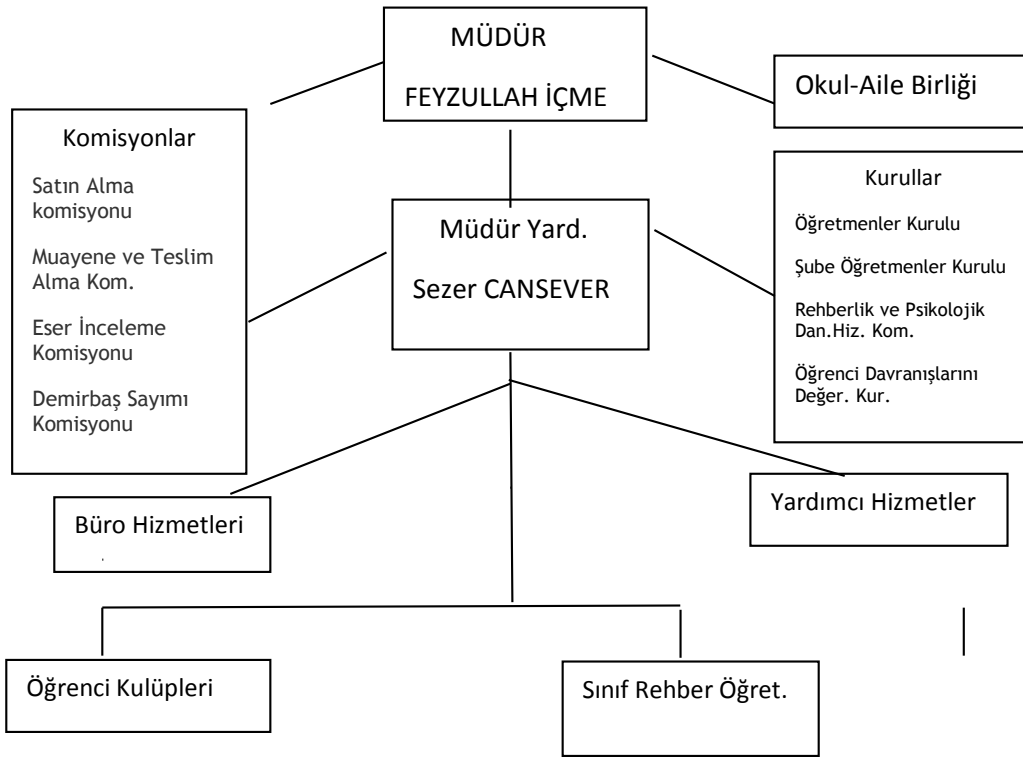 MÜDÜR
FEYZULLAH İÇME
Okul-Aile Birliği
Komisyonlar
Satın Alma
komisyonu
Muayene ve Teslim
Alma Kom.
Eser İnceleme
Komisyonu
Demirbaş Sayımı
Komisyonu
Müdür Yard.
Sezer CANSEVER
Kurullar
Öğretmenler Kurulu
Şube Öğretmenler Kurulu
Rehberlik ve Psikolojik
Dan.Hiz. Kom.
Öğrenci Davranışlarını
Değer. Kur.
Büro Hizmetleri
.
Yardımcı Hizmetler
Öğrenci Kulüpleri
Sınıf Rehber Öğret.